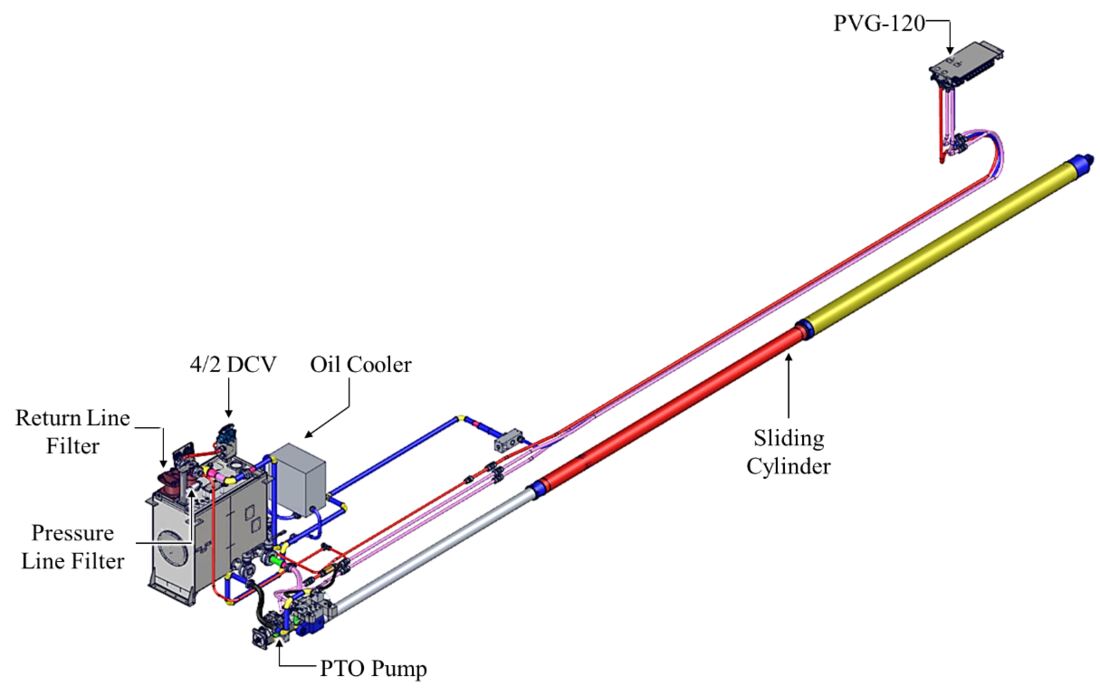 PVG-120
4/2 DCV
Oil Cooler
Return Line
Filter
Sliding
Cylinder
Pressure
Line Filter
PTO Pump